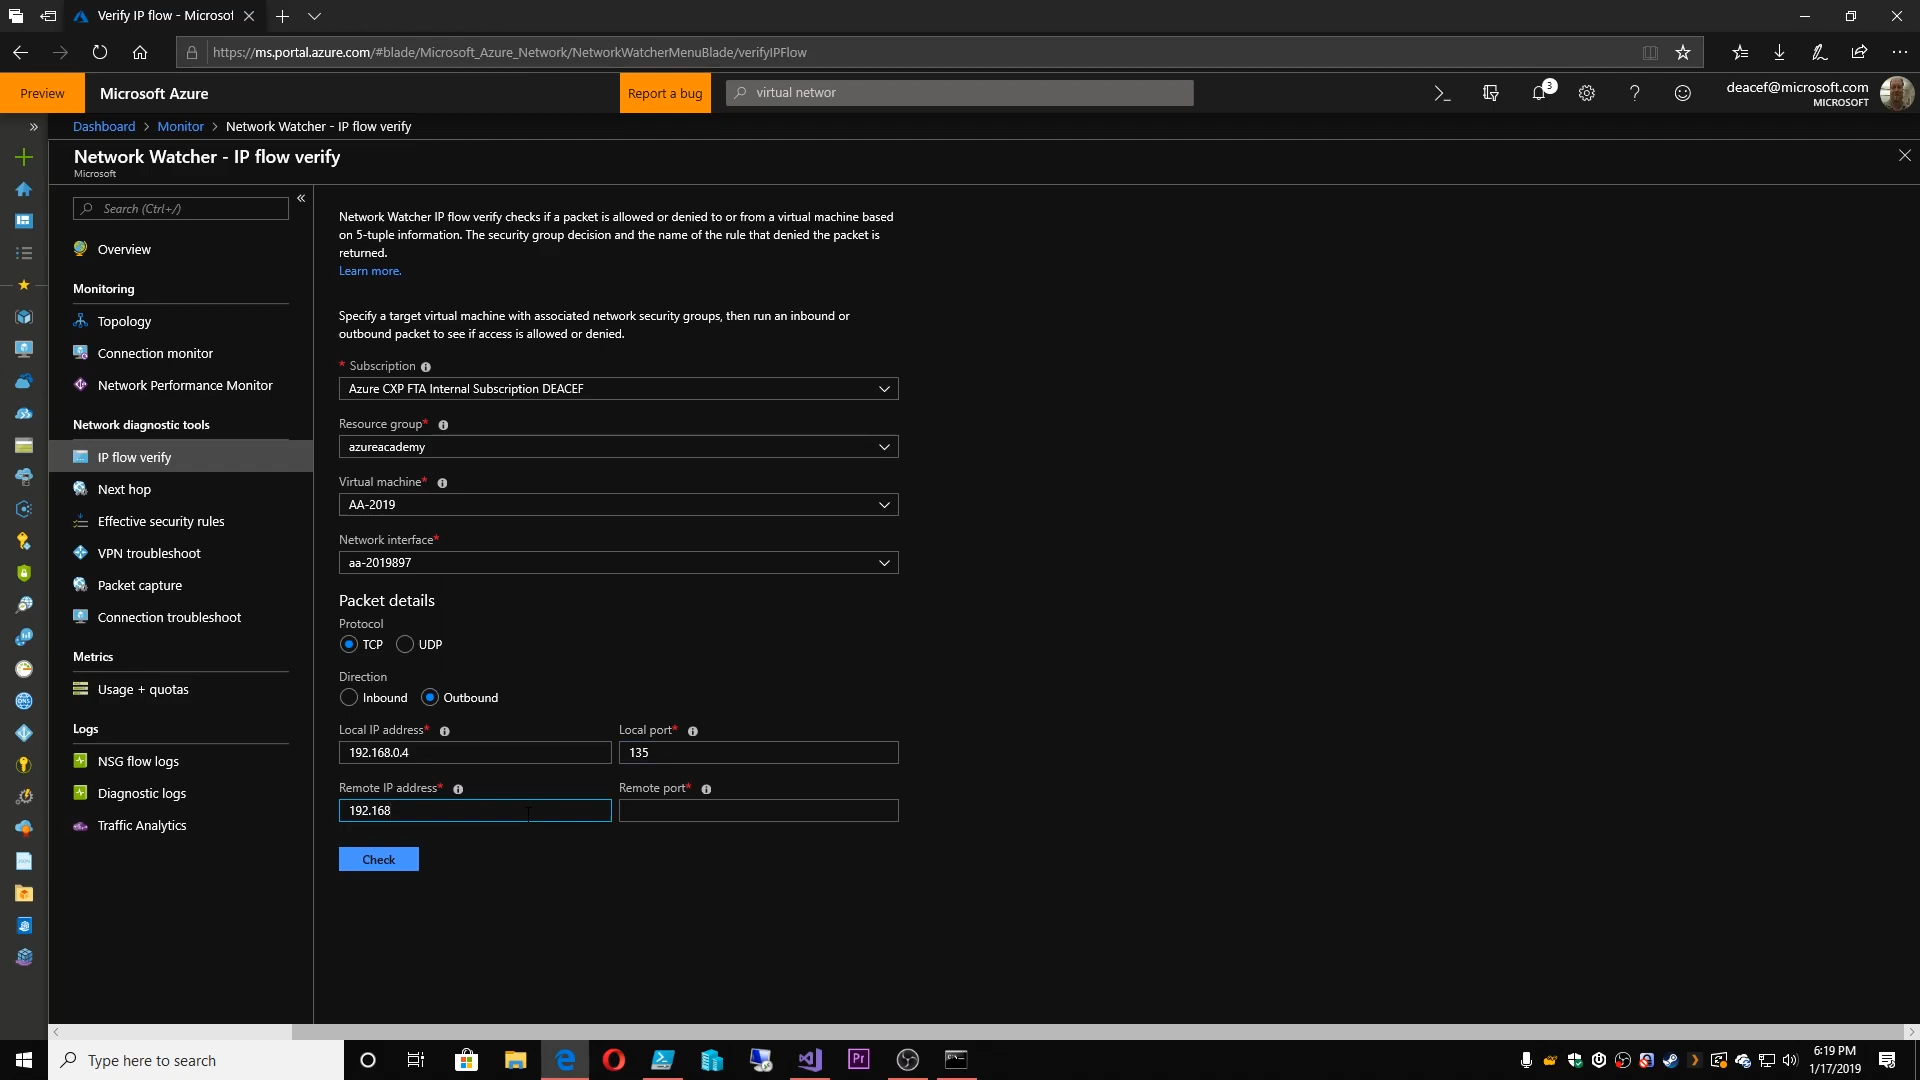 Verify IP flow - Microsof
https://ms.portal.azure.com/#blade/Microsoft_Azure_Network/NetworkWatcherMenuBlade/verifyIPFlow
Preview
Microsoft Azure
Report a bug
virtual networ
3
deacef@microsoft.com
MICROSOFT
Dashboard > Monitor > Network Watcher - IP flow verify
Network Watcher - IP flow verify
Microsoft
Search (Ctrl+/)
Overview
Monitoring
Topology
Connection monitor
Network Performance Monitor
Network diagnostic tools
IP flow verify
Next hop
Effective security rules
VPN troubleshoot
Packet capture
Connection troubleshoot
Metrics
Usage + quotas
Logs
NSG flow logs
Diagnostic logs
Traffic Analytics
Network Watcher IP flow verify checks if a packet is allowed or denied to or from a virtual machine based
on 5-tuple information. The security group decision and the name of the rule that denied the packet is
returned.
Learn more.
Specify a target virtual machine with associated network security groups, then run an inbound or
outbound packet to see if access is allowed or denied.
* Subscription
Azure CXP FTA Internal Subscription DEACEF
Resource group*
azureacademy
Virtual machine*
AA-2019
Network interface*
aa-2019897
Packet details
Protocol
TCP UDP
Direction
Inbound Outbound
Local IP address* Local port*
192.168.0.4 135
Remote IP address* Remote port*
192.168
Check
Type here to search
Pr
6:19 PM
1/17/2019